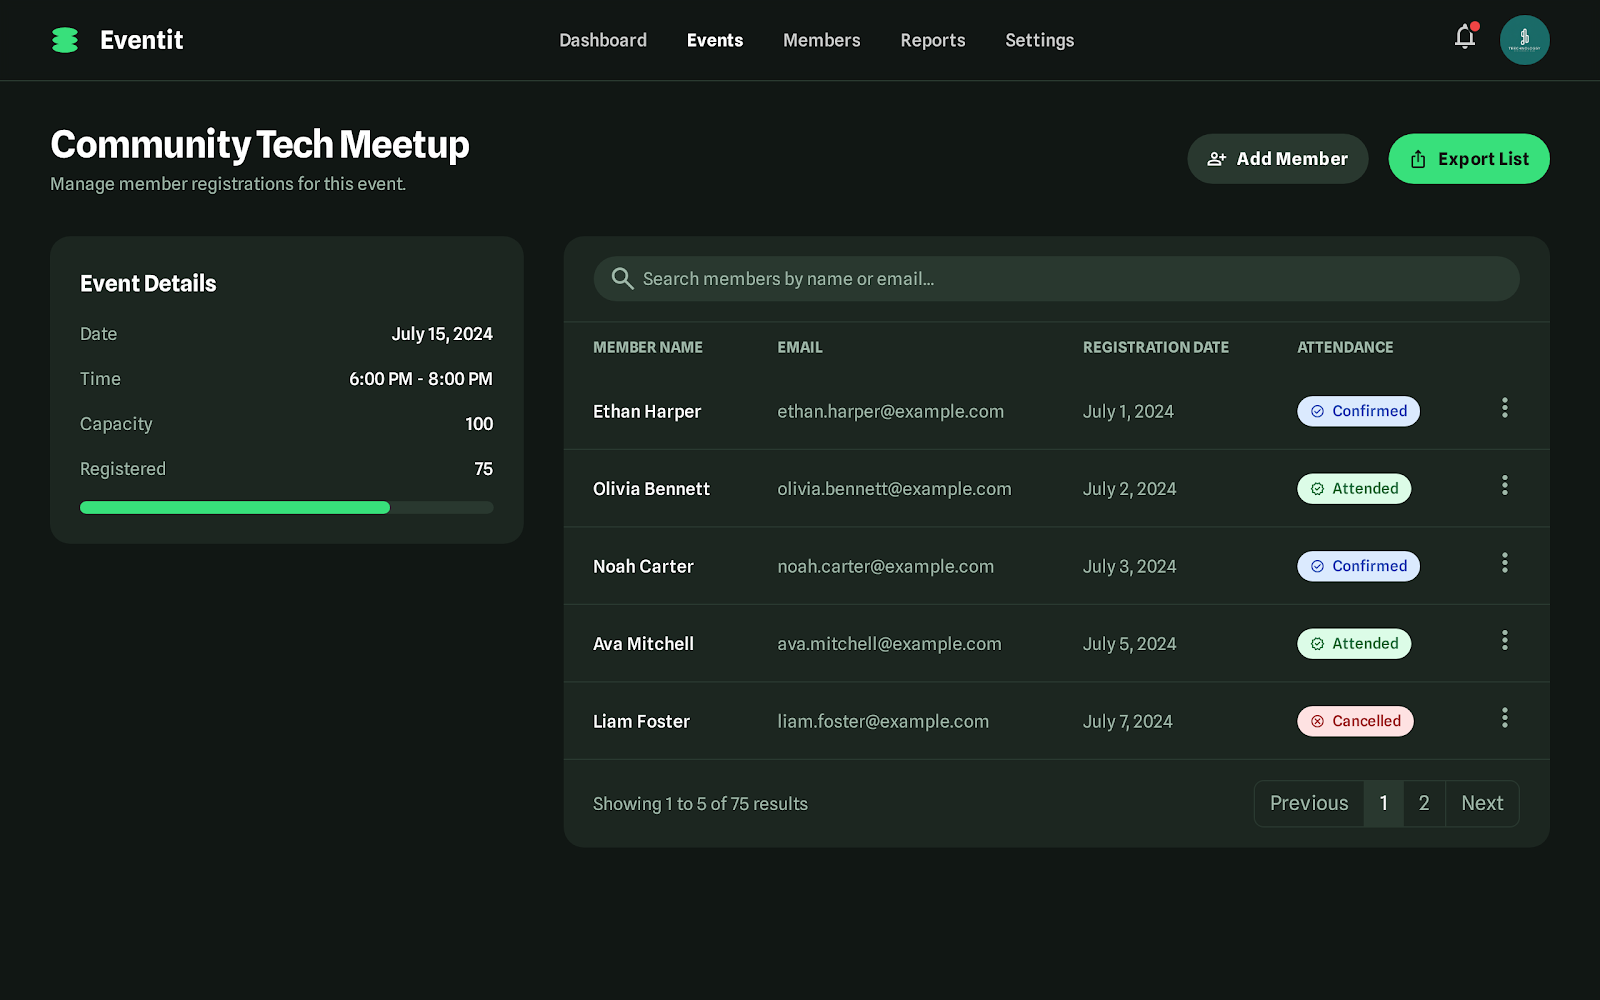 Eventit
Dashboard
Events
Members
Reports
Settings
Community Tech Meetup
Manage member registrations for this event.
Add Member
Export List
Event Details
Date July 15, 2024
Time 6:00 PM - 8:00 PM
Capacity 100
Registered 75
Search members by name or email...
MEMBER NAME EMAIL REGISTRATION DATE ATTENDANCE
Ethan Harper ethan.harper@example.com July 1, 2024 Confirmed
Olivia Bennett olivia.bennett@example.com July 2, 2024 Attended
Noah Carter noah.carter@example.com July 3, 2024 Confirmed
Ava Mitchell ava.mitchell@example.com July 5, 2024 Attended
Liam Foster liam.foster@example.com July 7, 2024 Cancelled
Showing 1 to 5 of 75 results
Previous 1 2 Next